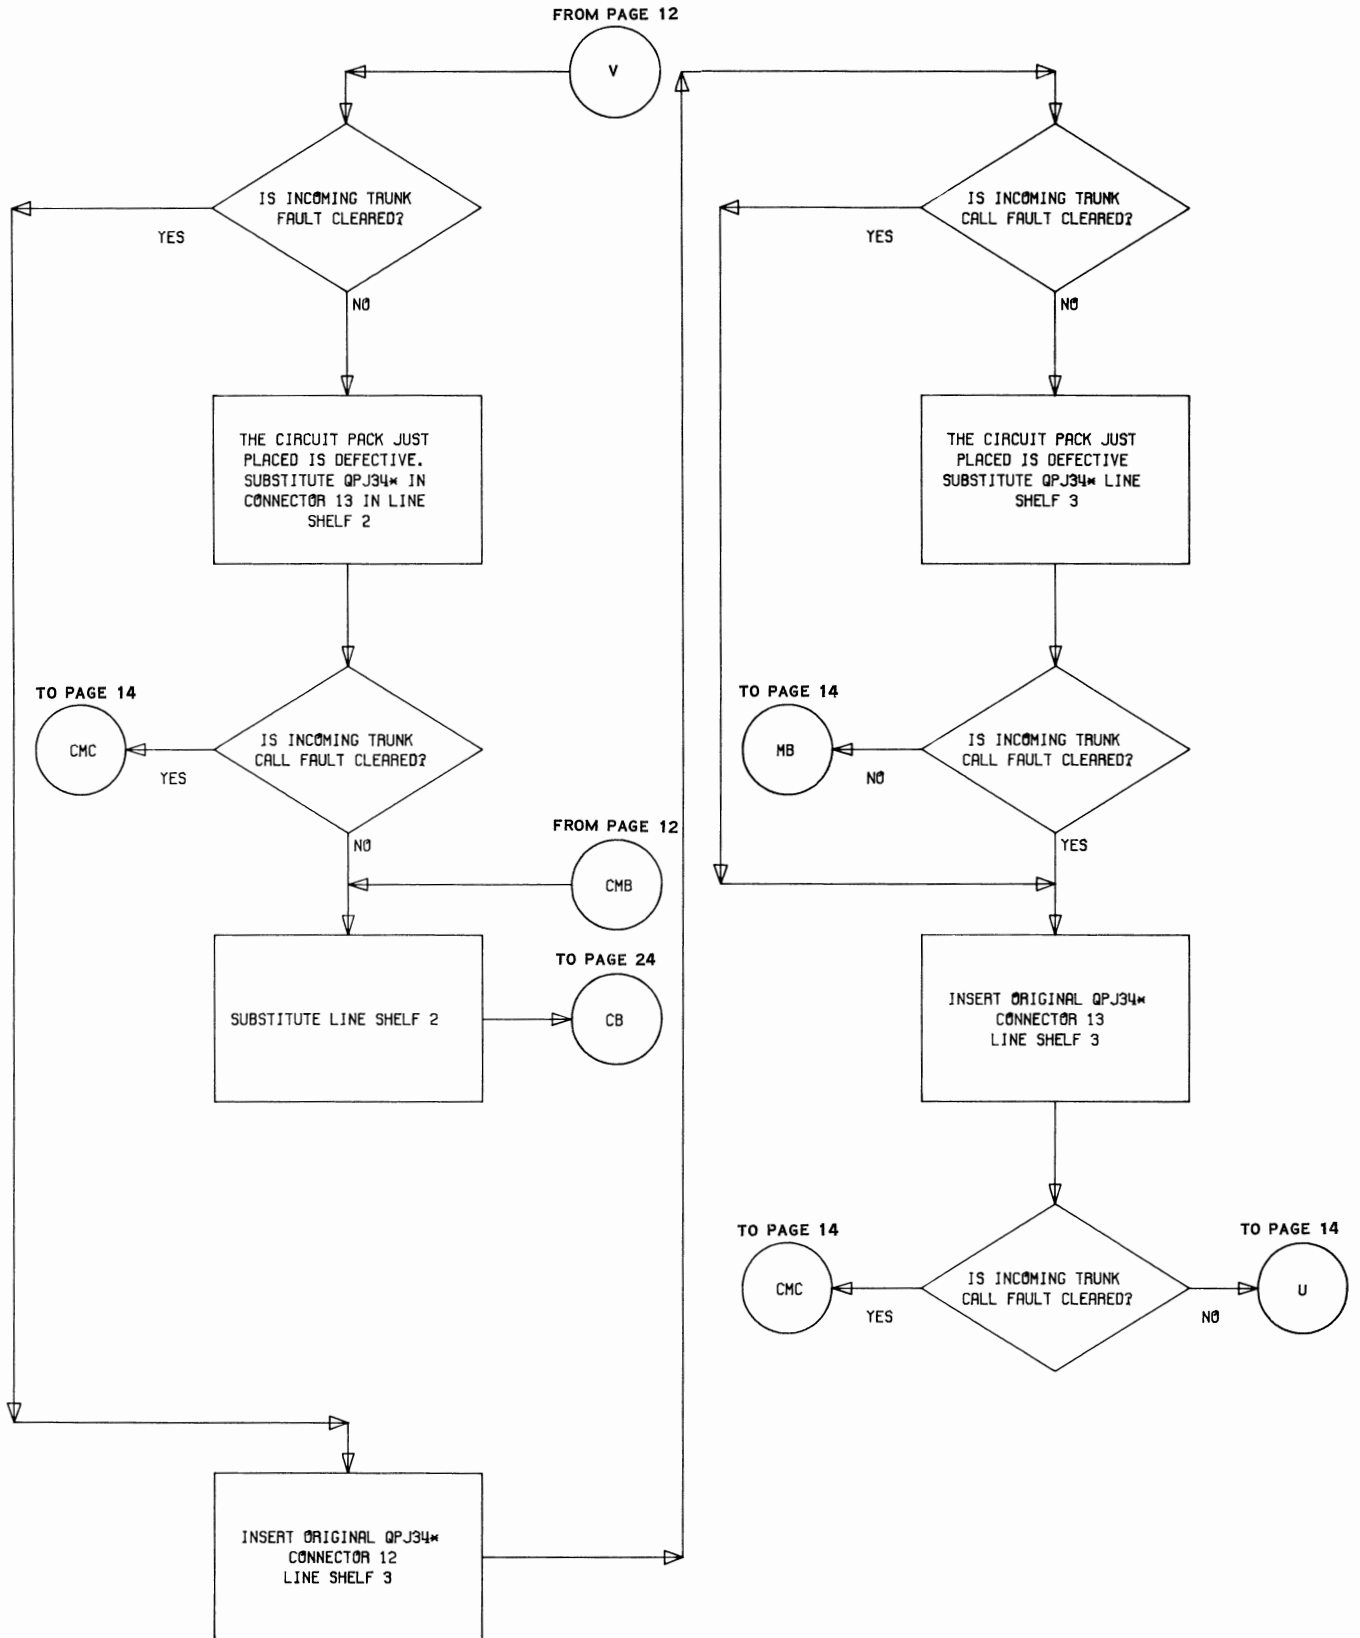 FROM PAGE 12
V
IS INCOMING TRUNK
FAULT CLEARED?
YES
NO
THE CIRCUIT PACK JUST
PLACED IS DEFECTIVE.
SUBSTITUTE QPJ34* IN
CONNECTOR 13 IN LINE
SHELF 2
TO PAGE 14
CMC
IS INCOMING TRUNK
CALL FAULT CLEARED?
YES
NO
FROM PAGE 12
CMB
SUBSTITUTE LINE SHELF 2
TO PAGE 24
CB
INSERT ORIGINAL QPJ34*
CONNECTOR 12
LINE SHELF 3
IS INCOMING TRUNK
CALL FAULT CLEARED?
YES
NO
THE CIRCUIT PACK JUST
PLACED IS DEFECTIVE
SUBSTITUTE QPJ34* LINE
SHELF 3
TO PAGE 14
MB
IS INCOMING TRUNK
CALL FAULT CLEARED?
NO
YES
INSERT ORIGINAL QPJ34*
CONNECTOR 13
LINE SHELF 3
TO PAGE 14
CMC
IS INCOMING TRUNK
CALL FAULT CLEARED?
YES
NO
TO PAGE 14
U